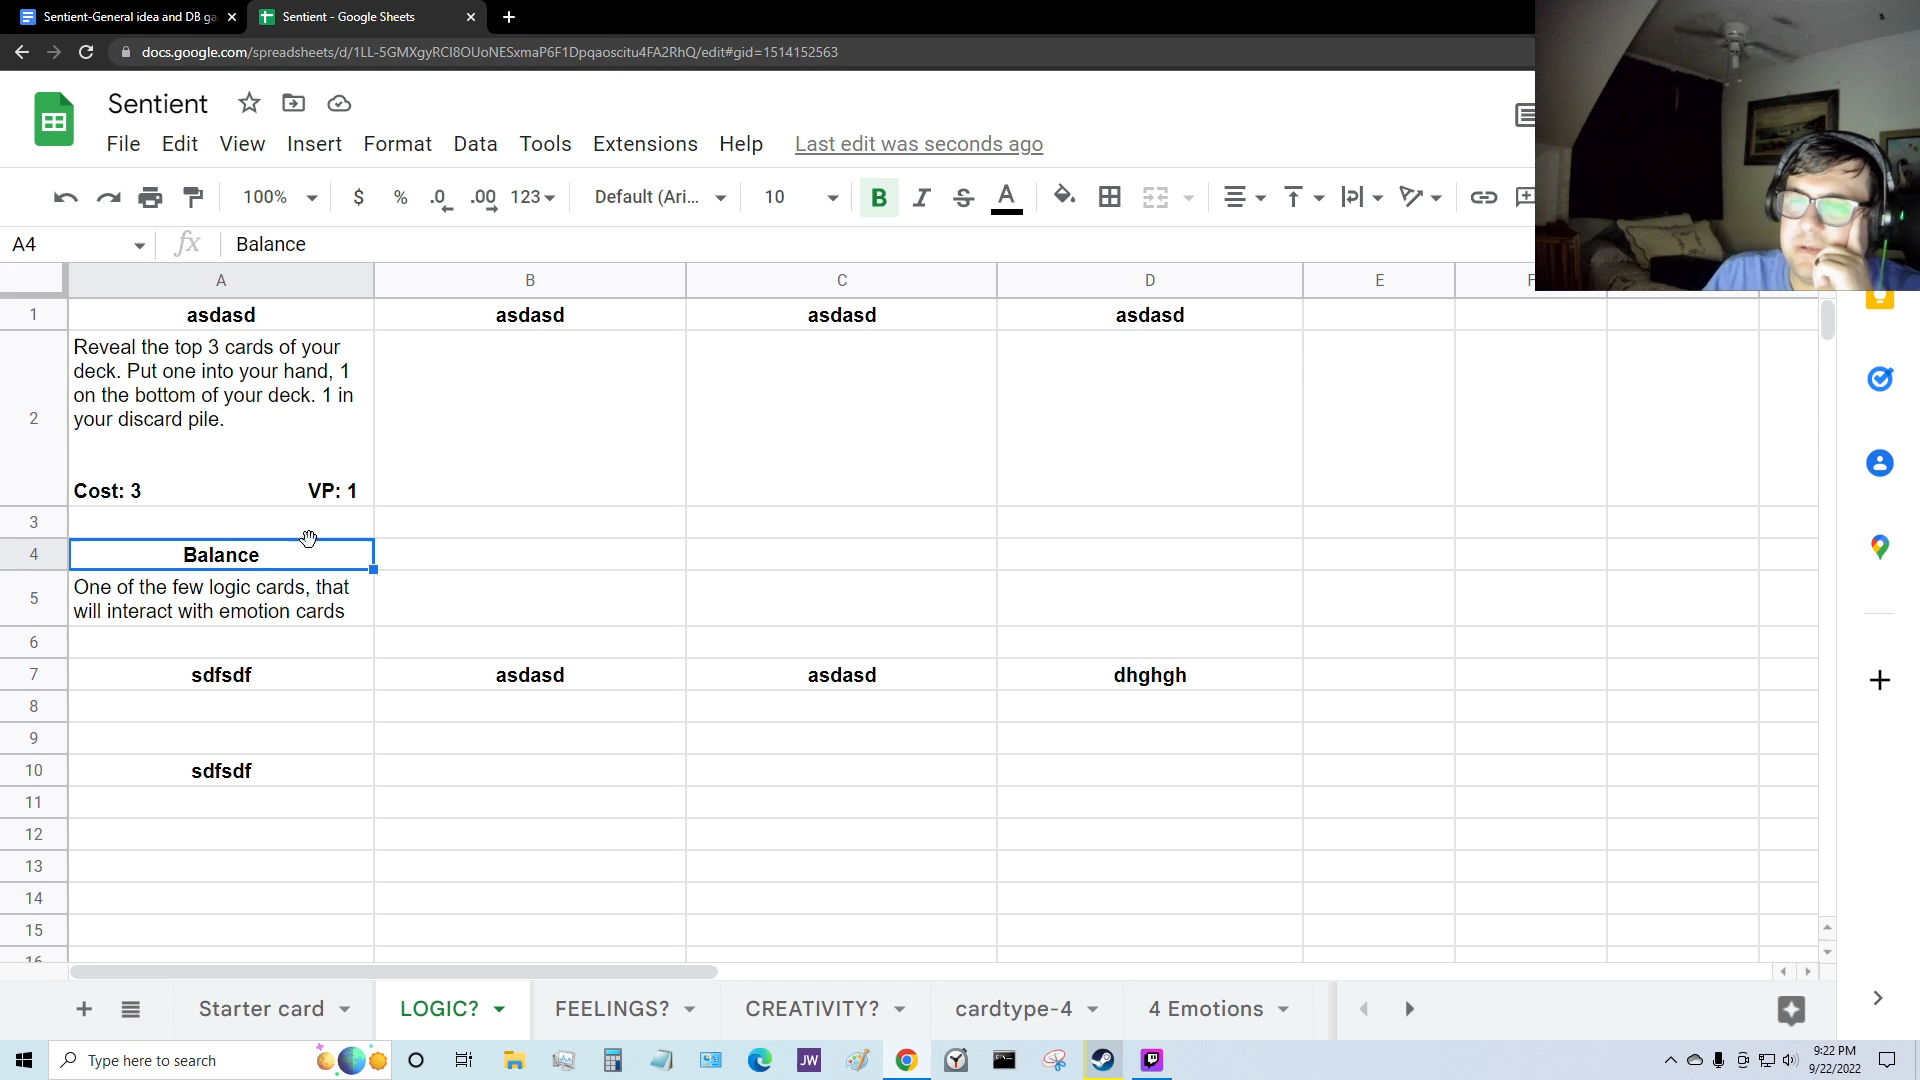 Sentient-General idea and DB ga
Sentient - Google Sheets
docs.google.com/spreadsheets/d/1LL-5GMXgyRCI8OUoNESxmaP6F1Dpqaoscitu4FA2RhQ/edit#gid=1514152563
Sentient
File Edit View Insert Format Data Tools Extensions Help Last edit was seconds ago
100% $ % .0 .00 123 Default (Ari... 10 B I S A
A4 fx Balance
A B C D E F
1 asdasd asdasd asdasd asdasd
Reveal the top 3 cards of your
deck. Put one into your hand, 1
on the bottom of your deck. 1 in
2 your discard pile.
Cost: 3 VP: 1
3
4 Balance
One of the few logic cards, that
5 will interact with emotion cards
6
7 sdfsdf asdasd asdasd dhghgh
8
9
10 sdfsdf
11
12
13
14
15
16
Starter card LOGIC? FEELINGS? CREATIVITY? cardtype-4 4 Emotions
Type here to search
JW
9:22 PM
9/22/2022